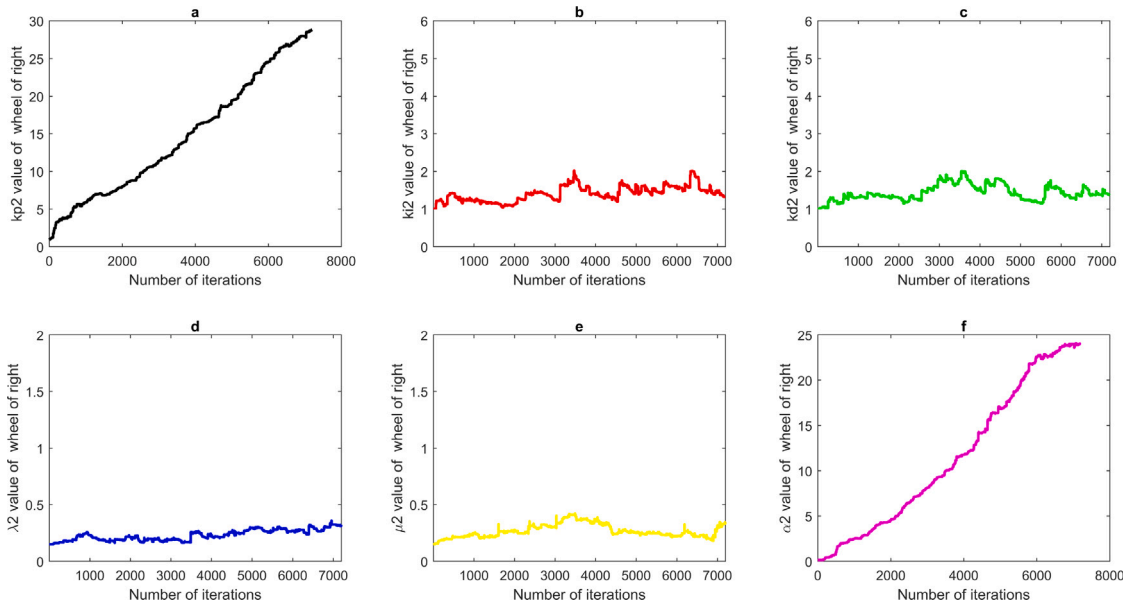 a
30
25
20
15
10
5
0
kp2 value of  wheel of right
0 2000 4000 6000 8000
Number of iterctions
b
6
5
4
3
2
1
0
ki2 value of  wheel of right
1000 2000 3000 4000 5000 6000 7000
Number of iterations
c
6
5
4
3
2
1
0
kd2 value of  wheel of right
1000 2000 3000 4000 5000 6000 7000
Number of iterations
d
2
1.5
1
0.5
0
λ2 value of  wheel of right
1000 2000 3000 4000 5000 6000 7000
Number of iterations
e
2
1.5
1
0.5
0
μ2 value of  wheel of right
1000 2000 3000 4000 5000 6000 7000
Number of iterations
f
25
20
15
10
5
0
α2 value of  wheel of right
0 2000 4000 6000 8000
Number of iterations